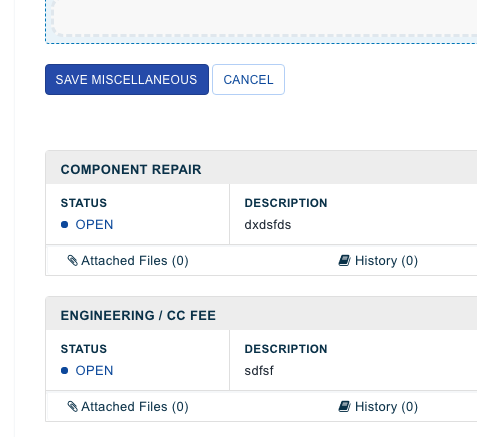 SAVE MISCELLANEOUS CANCEL
COMPONENT REPAIR
STATUS DESCRIPTION
OPEN dxdsfds
Attached Files (0) History (0)
ENGINEERING / CC FEE
STATUS DESCRIPTION
OPEN sdfsf
Attached Files (0) History (0)